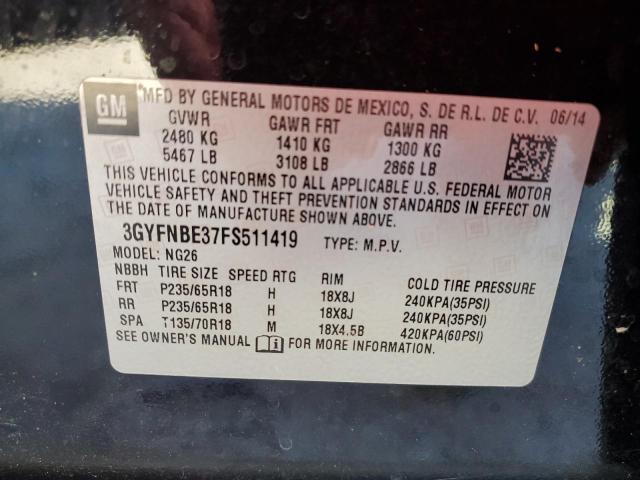 GM MFD BY GENERAL MOTORS DE MEXICO, S. DE R.L. DE C.V. 06/14
GVWR GAWR FRT GAWR RR
2480 KG 1410 KG 1300 KG
5467 LB 3108 LB 2866 LB
THIS VEHICLE CONFORMS TO ALL APPLICABLE U.S. FEDERAL MOTOR
VEHICLE SAFETY AND THEFT PREVENTION STANDARDS IN EFFECT ON
THE DATE OF MANUFACTURE SHOWN ABOVE.
3GYFNBE37FS511419 TYPE: M.P.V.
MODEL: NG26
NBBH TIRE SIZE SPEED RTG RIM COLD TIRE PRESSURE
FRT P235/65R18 H 18X8J 240KPA(35PSI)
RR P235/65R18 H 18X8J 240KPA(35PSI)
SPA T135/70R18 M 18X4.5B 420KPA(60PSI)
SEE OWNER'S MANUAL FOR MORE INFORMATION.